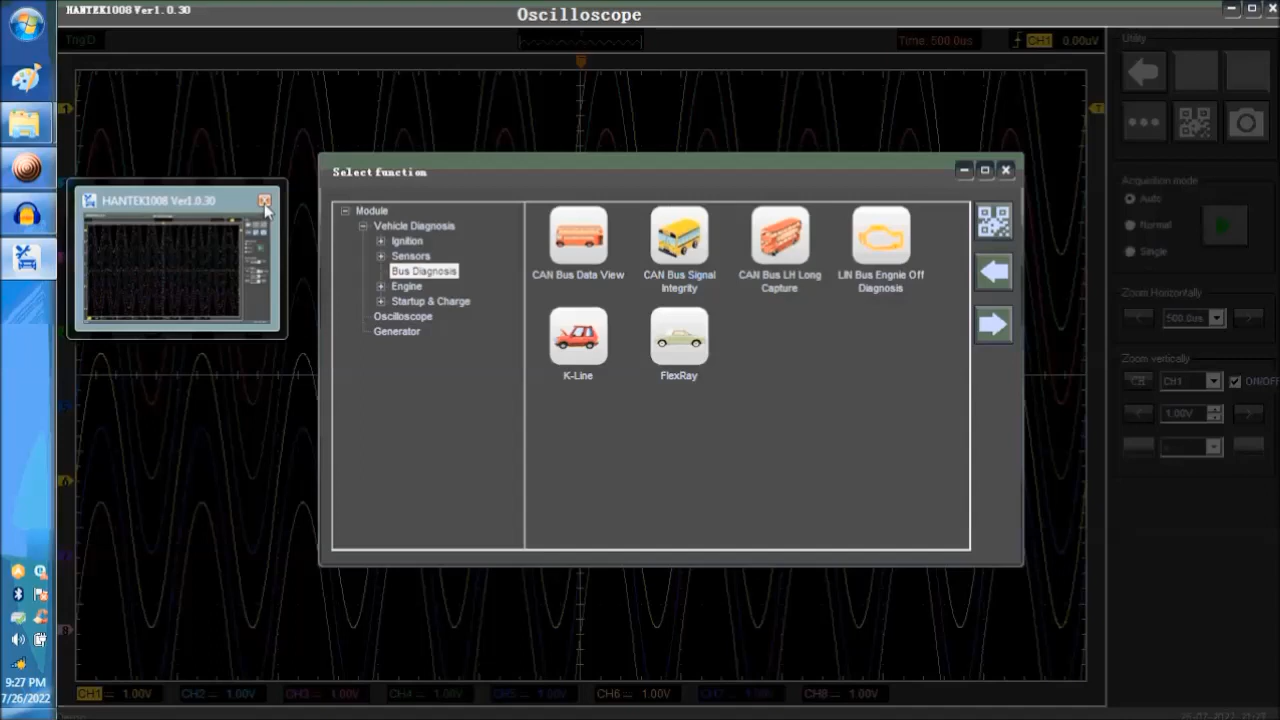 HANTEK1008 Ver1.0.30
Oscilloscope
Trig'D
Time: 500.0us
CH1 0.00uV
Utility
1
T
Select function
Module
Vehicle Diagnosis
Ignition
Sensors
Bus Diagnosis
Engine
Startup & Charge
Oscilloscope
Generator
CAN Bus Data View
CAN Bus Signal
Integrity
CAN Bus LH Long
Capture
LIN Bus Engnie Off
Diagnosis
K-Line
FlexRay
HANTEK1008 Ver1.0.30
Acquisition mode
Auto
Normal
Single
Zoom Horizontally
500.0us
Zoom vertically
CH1
ON/OFF
1.00V
8
CH1 1.00V
CH2 1.00V
CH3 1.00V
CH4 1.00V
CH5 1.00V
CH6 1.00V
CH7 1.00V
CH8 1.00V
9:27 PM
7/26/2022